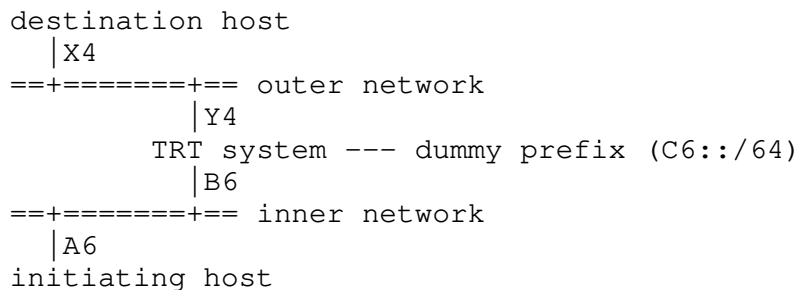 destination host
  |X4
==+=======+== outer network
          |Y4
        TRT system --- dummy prefix (C6::/64)
          |B6
==+=======+== inner network
  |A6
initiating host